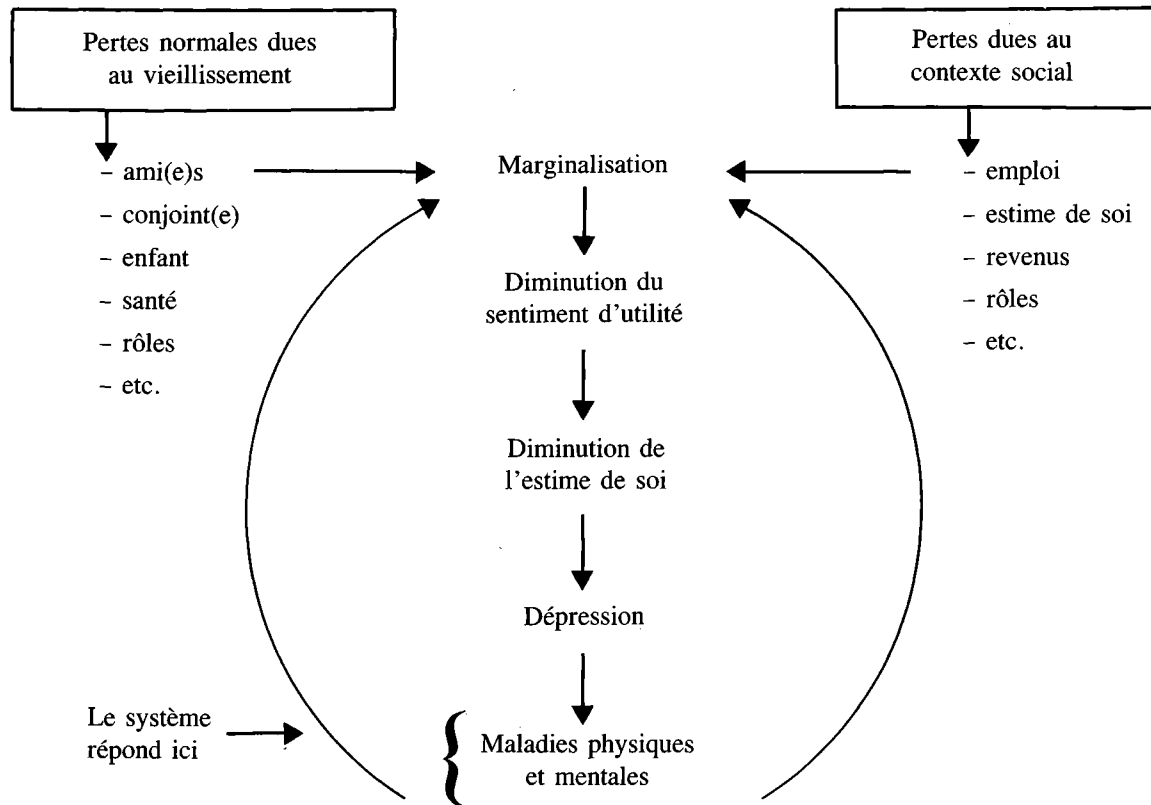 Pertes normales dues
au vieillissement
Pertes dues au
contexte social
– ami(e)s
– conjoint(e)
– enfant
– santé
– rôles
– etc.
Marginalisation
Diminution du
sentiment d'utilité
Diminution de
l'estime de soi
Dépression
Maladies physiques
et mentales
– emploi
– estime de soi
– revenus
– rôles
– etc.
Le système
répond ici